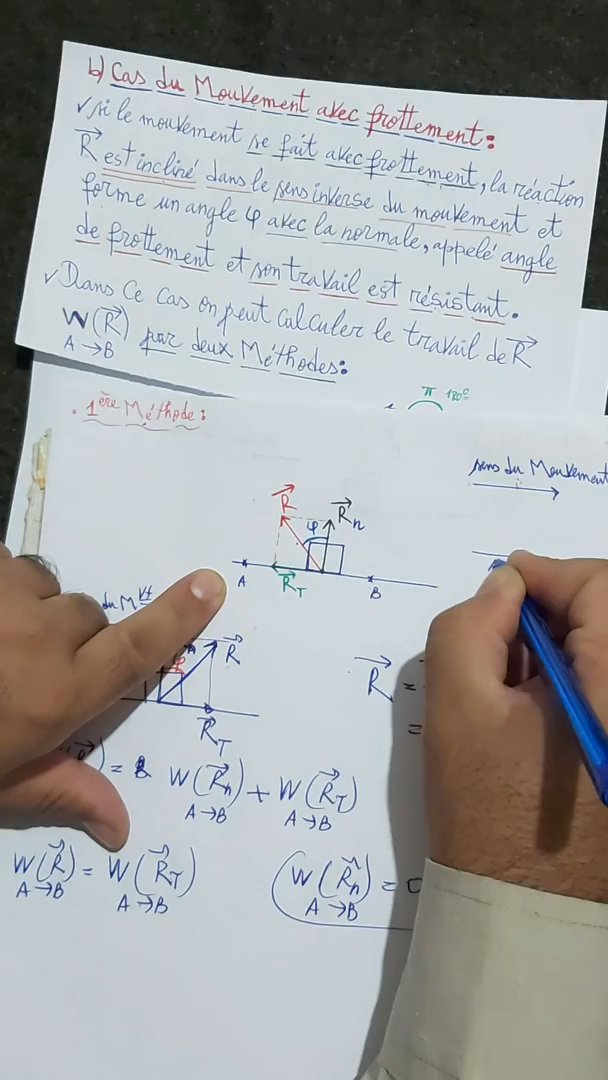 b) Cas du Mouvement avec frottement:
✓ si le mouvement se fait avec frottement, la réaction
R est incliné dans le sens inverse du mouvement et
forme un angle φ avec la normale, appelé angle
de frottement et son travail est résistant.
✓ Dans ce cas on peut calculer le travail de R
W(R) par deux Méthodes:
A→B
π 180°
. 1ère Méthode:
sens du Mouvement
R
φ
Rn
A
RT
B
A
du Mvt
φ
R
R
RT
=
=
= W(Rn) + W(RT)
A→B A→B
W(R) = W(RT)
A→B A→B
W(Rn) =
A→B